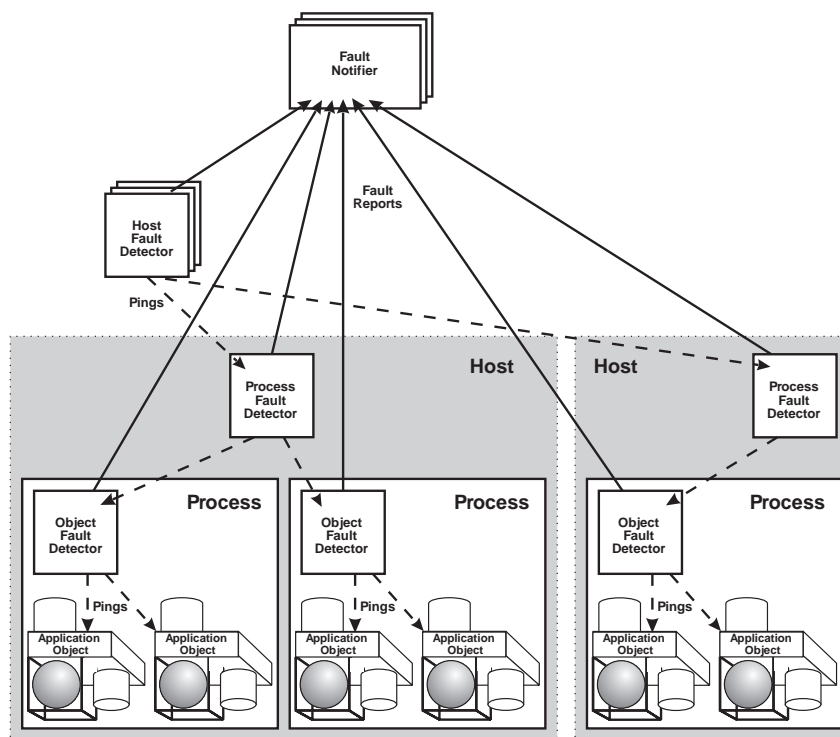 Fault
Notifier
Fault
Reports
Host
Fault
Detector
Pings
Host
Host
Process
Fault
Detector
Process
Fault
Detector
Process
Process
Process
Object
Fault
Detector
Object
Fault
Detector
Object
Fault
Detector
Pings
Pings
Pings
Application
Object
Application
Object
Application
Object
Application
Object
Application
Object
Application
Object